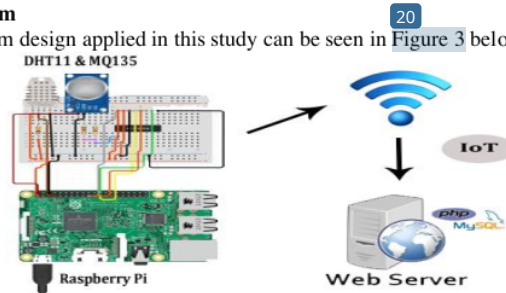 m
20
m design applied in this study can be seen in Figure 3 belo
DHT11 & MQ135
IoT
php
MySQL
Raspberry Pi
Web Server